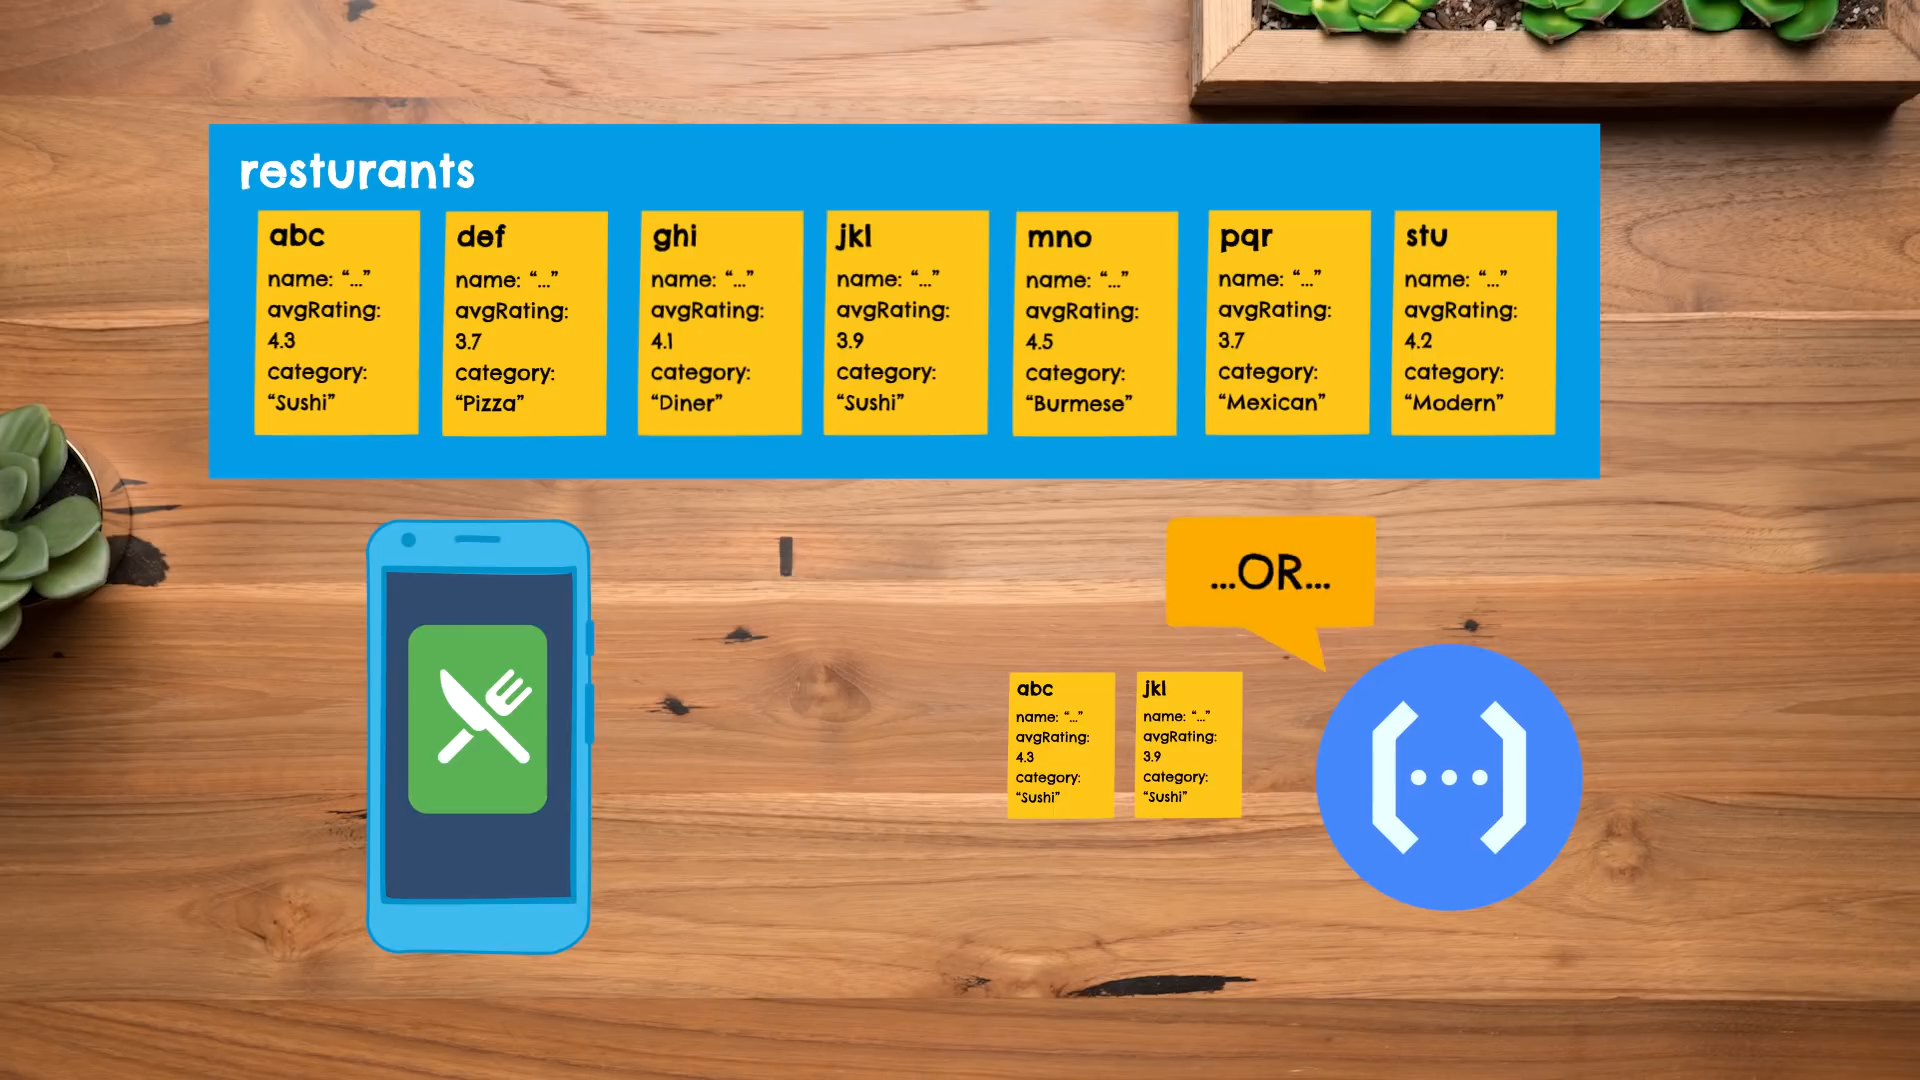 resturants
abc
name: “...”
avgRating:
4.3
category:
“Sushi”
def
name: “...”
avgRating:
3.7
category:
“Pizza”
ghi
name: “...”
avgRating:
4.1
category:
“Diner”
jkl
name: “...”
avgRating:
3.9
category:
“Sushi”
mno
name: “...”
avgRating:
4.5
category:
“Burmese”
pqr
name: “...”
avgRating:
3.7
category:
“Mexican”
stu
name: “...”
avgRating:
4.2
category:
“Modern”
...OR...
abc
name: “...”
avgRating:
4.3
category:
“Sushi”
jkl
name: “...”
avgRating:
3.9
category:
“Sushi”